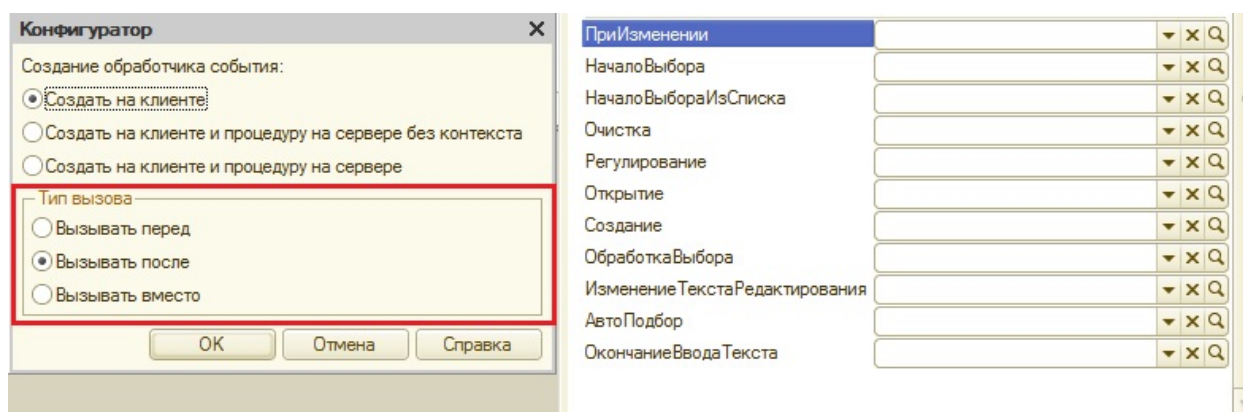 Конфигуратор
Создание обработчика события:
Создать на клиенте
Создать на клиенте и процедуру на сервере без контекста
Создать на клиенте и процедуру на сервере
Тип вызова
Вызывать перед
Вызывать после
Вызывать вместо
ОК
Отмена
Справка
ПриИзменении
НачалоВыбора
НачалоВыбораИзСписка
Очистка
Регулирование
Открытие
Создание
ОбработкаВыбора
ИзменениеТекстаРедактирования
АвтоПодбор
ОкончаниеВводаТекста